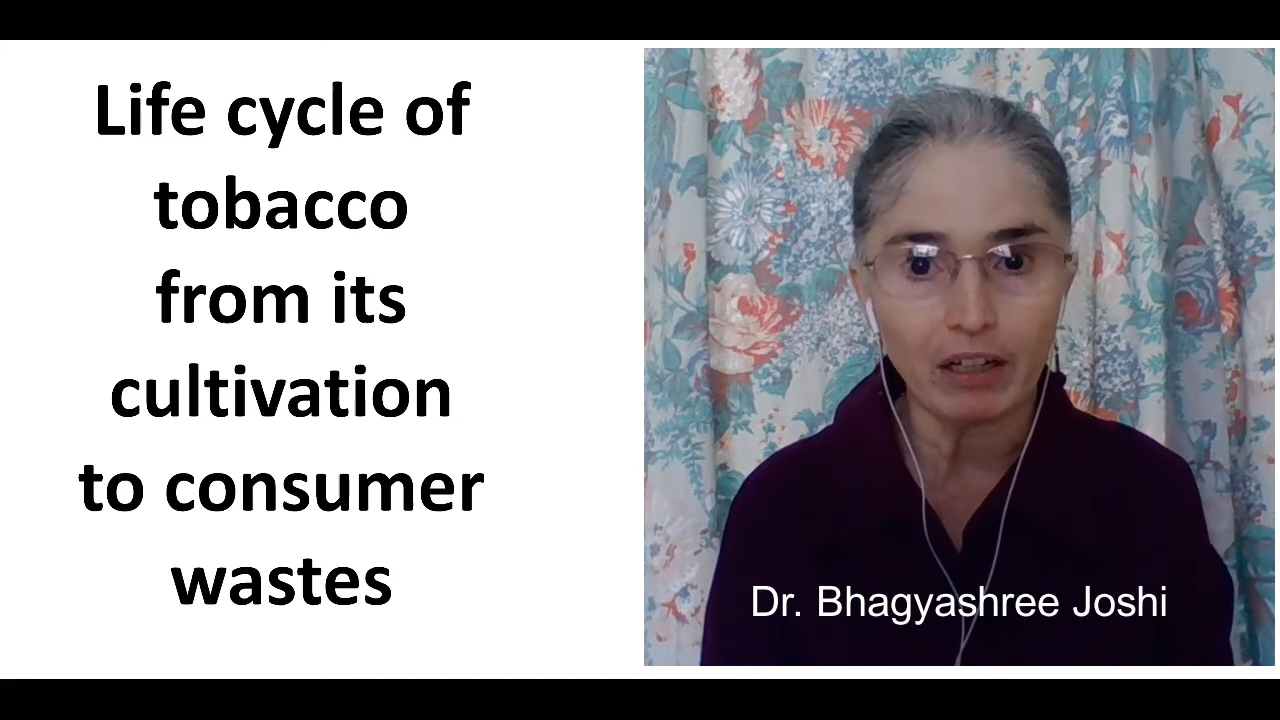 Life cycle of
tobacco
from its
cultivation
to consumer
wastes
Dr. Bhagyashree Joshi